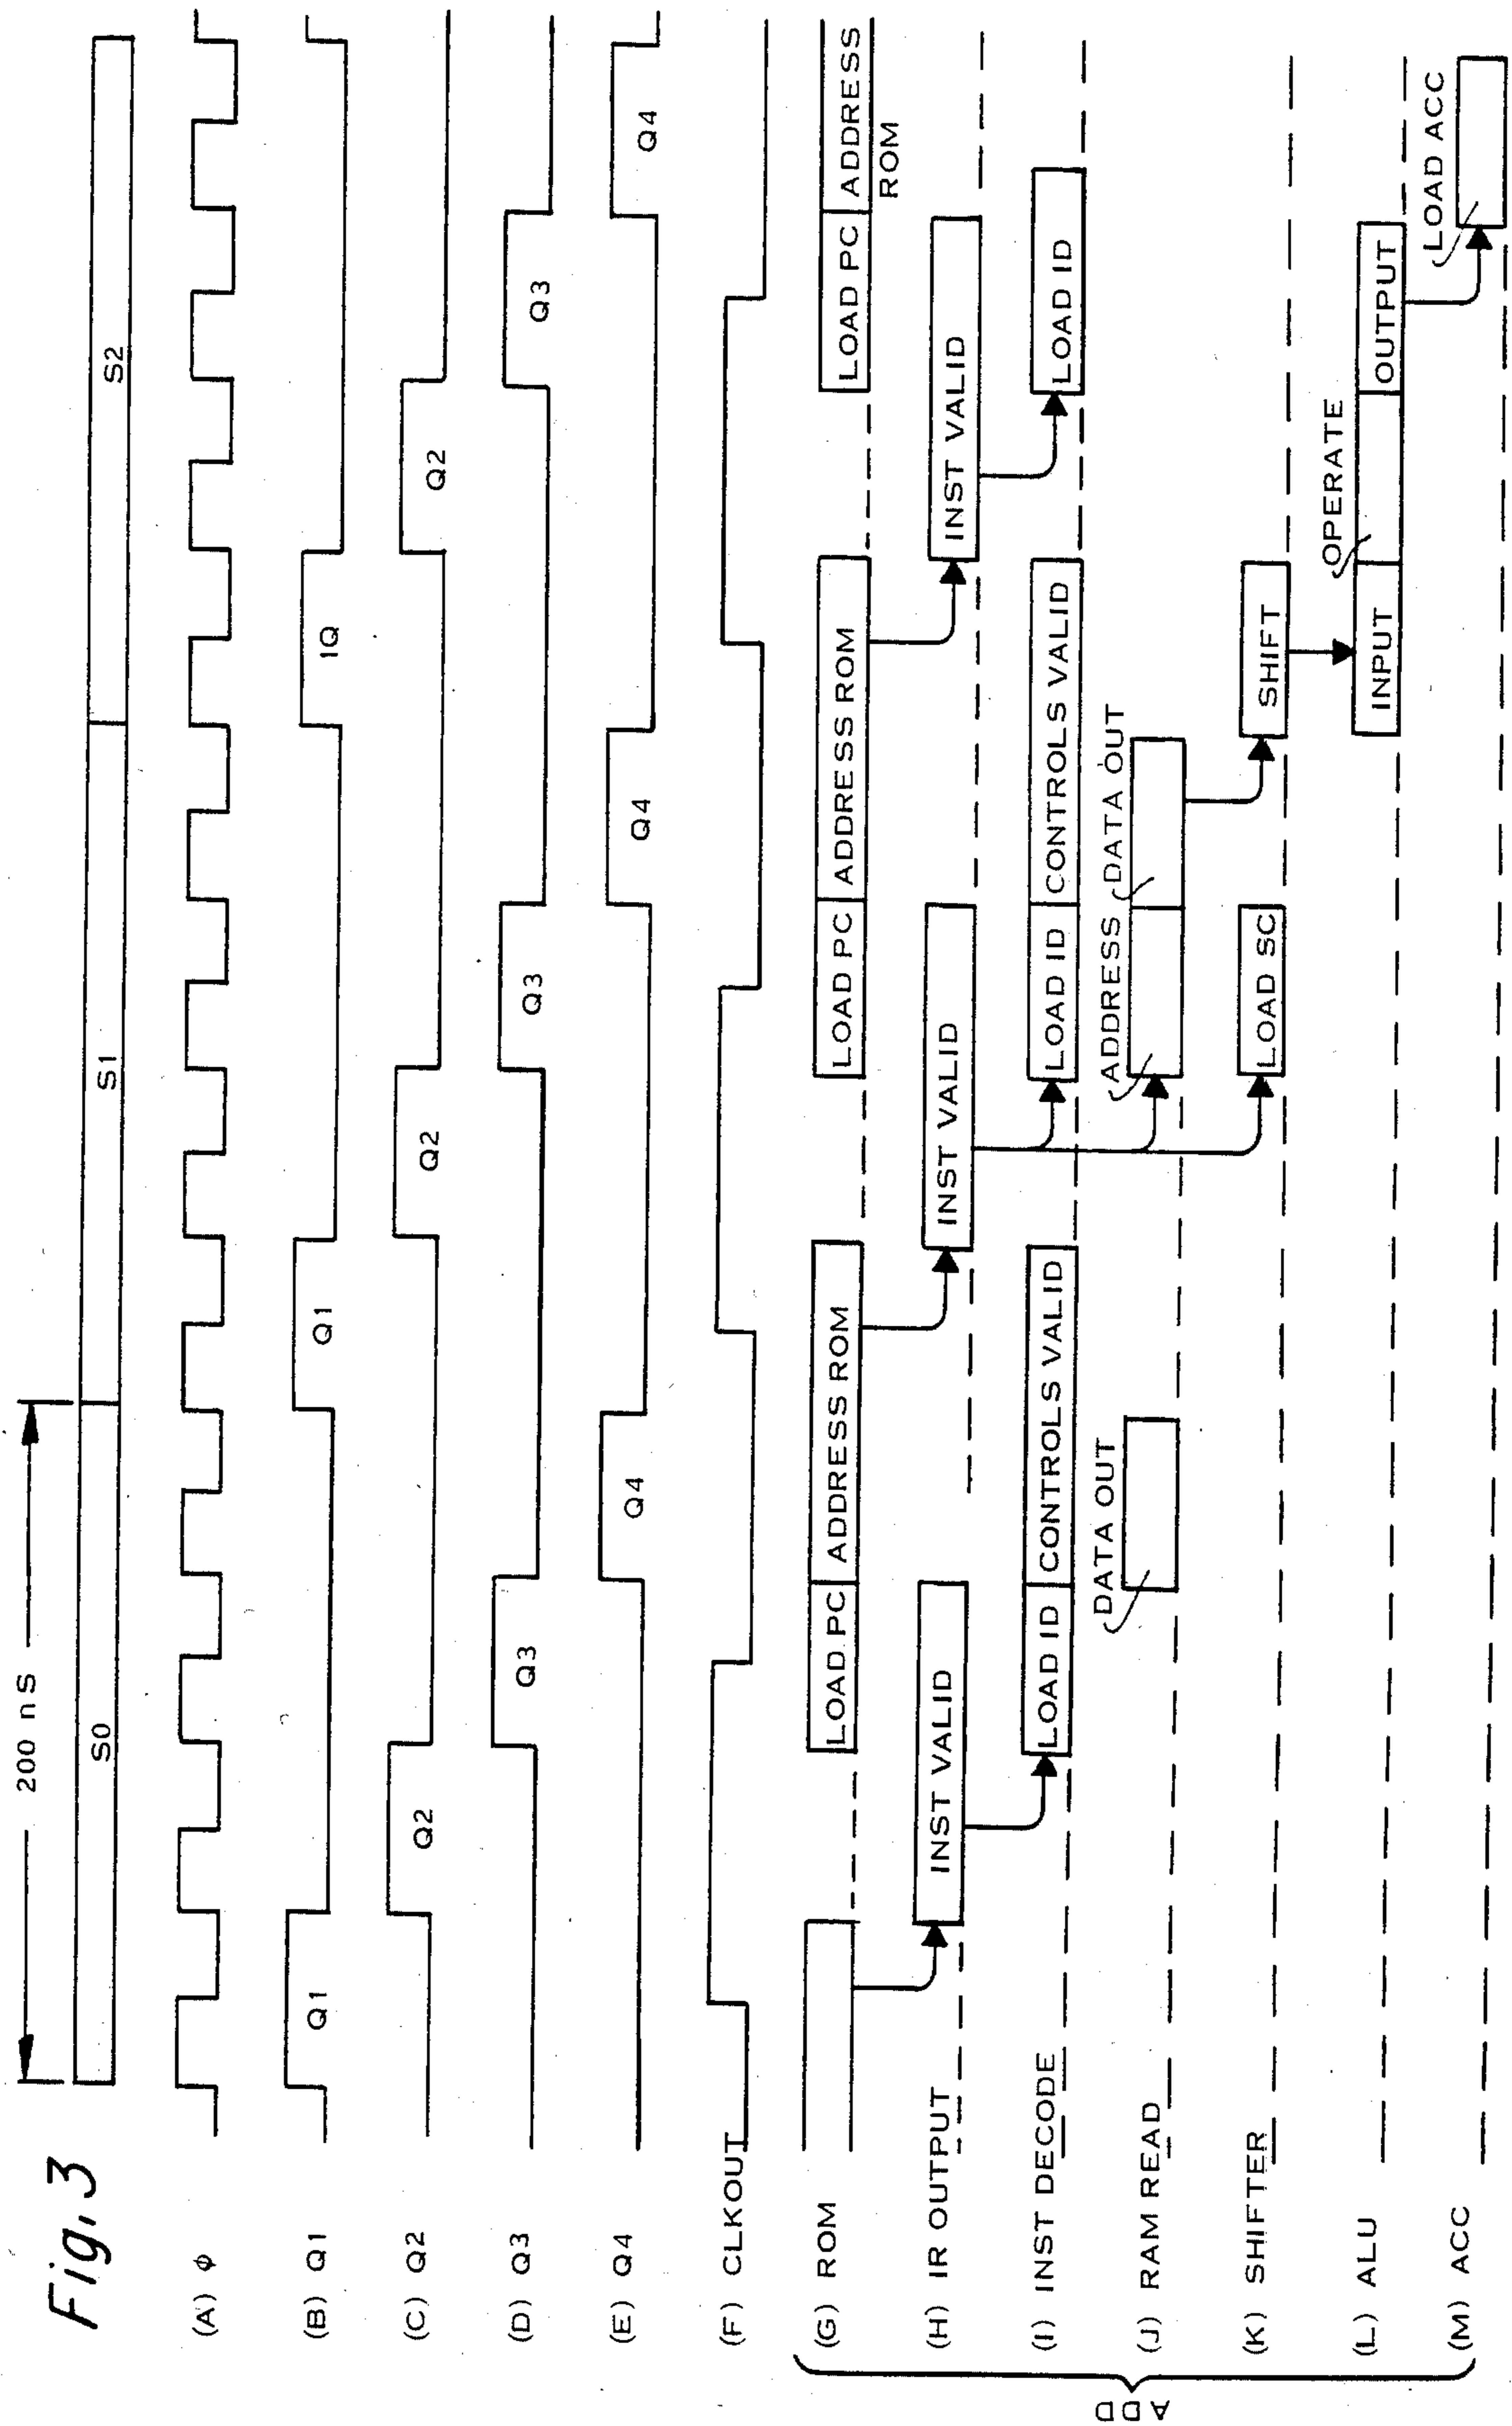 Fig. 3
200 nS
S0 S1 S2
(A) ϕ
(B) Q1 Q1 Q1 1Q
(C) Q2 Q2 Q2 Q2
(D) Q3 Q3 Q3 Q3
(E) Q4 Q4 Q4 Q4
(F) CLKOUT
ADD
(G) ROM LOAD PC ADDRESS ROM LOAD PC ADDRESS ROM LOAD PC ADDRESS
ROM
(H) IR OUTPUT INST VALID INST VALID INST VALID
(I) INST DECODE LOAD ID CONTROLS VALID LOAD ID CONTROLS VALID LOAD ID
DATA OUT ADDRESS DATA OUT
(J) RAM READ
(K) SHIFTER LOAD SC SHIFT
OPERATE
(L) ALU INPUT OUTPUT
LOAD ACC
(M) ACC